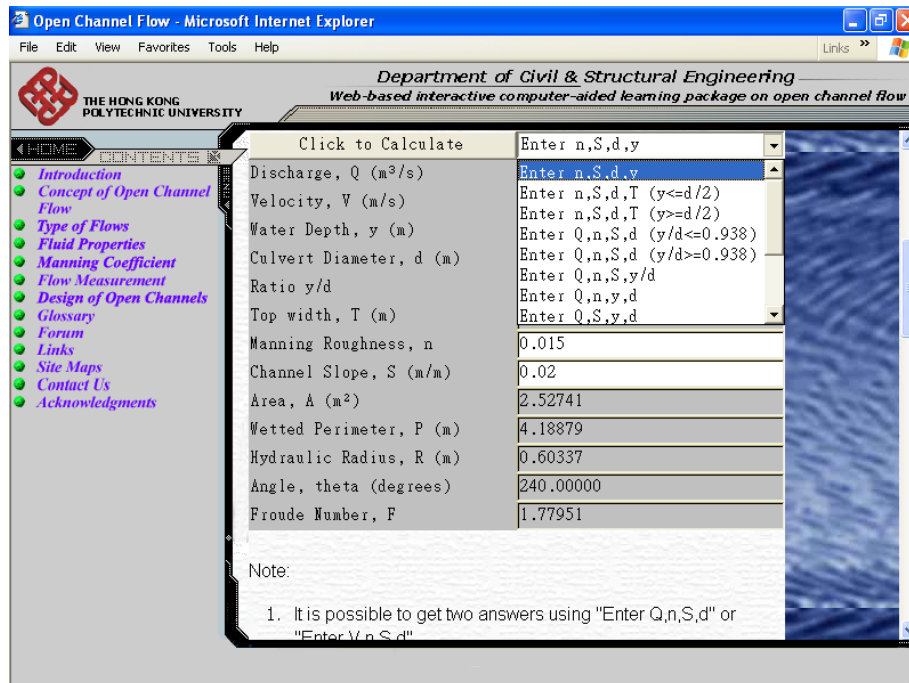 Open Channel Flow - Microsoft Internet Explorer
File Edit View Favorites Tools Help Links »
THE HONG KONG
POLYTECHNIC UNIVERSITY
Department of Civil & Structural Engineering
Web-based interactive computer-aided learning package on open channel flow
HOME
CONTENTS
Introduction
Concept of Open Channel
Flow
Type of Flows
Fluid Properties
Manning Coefficient
Flow Measurement
Design of Open Channels
Glossary
Forum
Links
Site Maps
Contact Us
Acknowledgments
Click to Calculate Enter n,S,d,y
Discharge, Q (m³/s) Enter n,S,d,y
Velocity, V (m/s) Enter n,S,d,T (y<=d/2)
Enter n,S,d,T (y>=d/2)
Water Depth, y (m) Enter Q,n,S,d (y/d<=0.938)
Culvert Diameter, d (m) Enter Q,n,S,d (y/d>=0.938)
Ratio y/d Enter Q,n,S,y/d
Enter Q,n,y,d
Top width, T (m) Enter Q,S,y,d
Manning Roughness, n 0.015
Channel Slope, S (m/m) 0.02
Area, A (m²) 2.52741
Wetted Perimeter, P (m) 4.18879
Hydraulic Radius, R (m) 0.60337
Angle, theta (degrees) 240.00000
Froude Number, F 1.77951
Note:
1. It is possible to get two answers using "Enter Q,n,S,d" or
"Enter V,n,S,d"